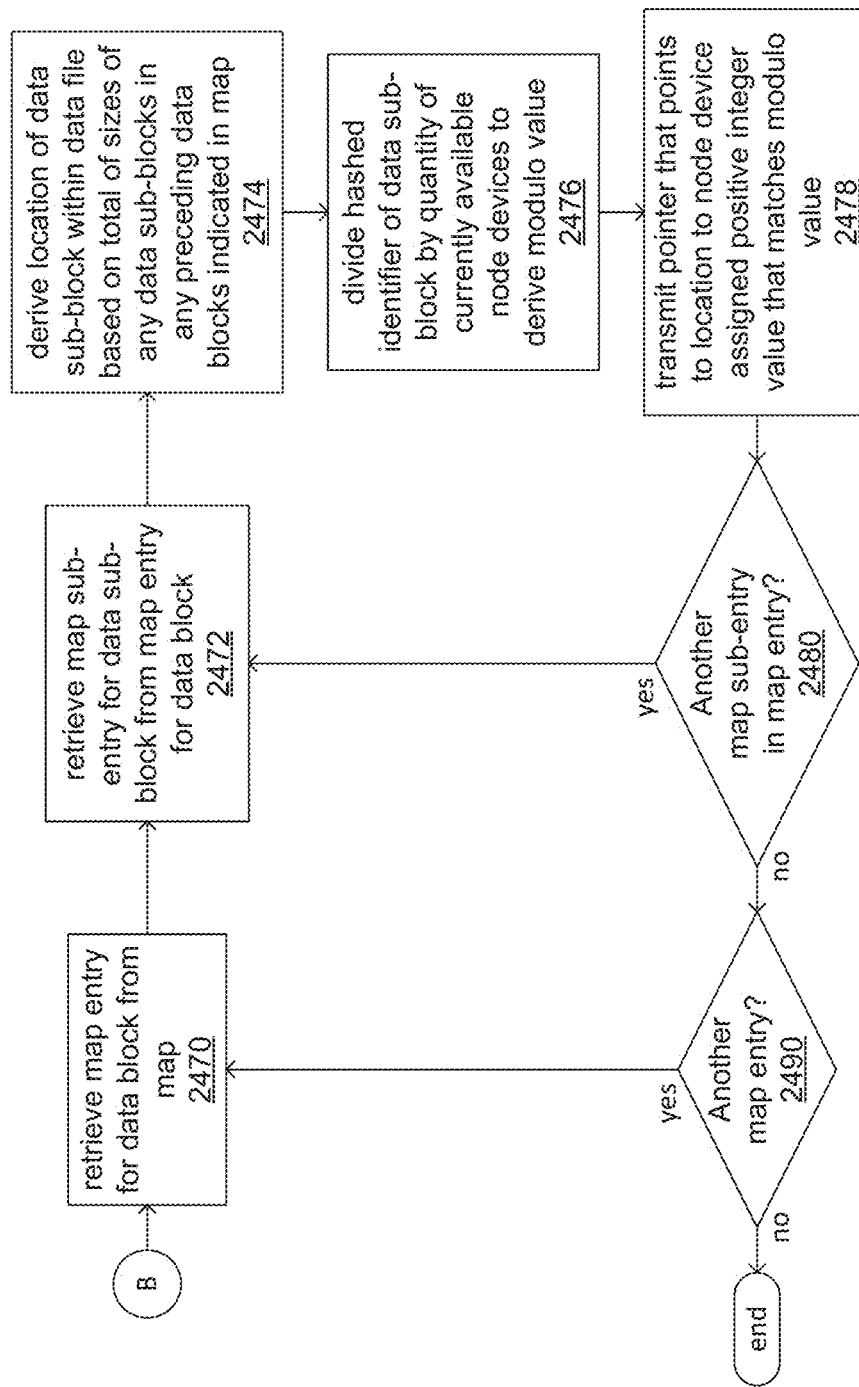 B
retrieve map entry
for data block from
map
2470
retrieve map sub-
entry for data sub-
block from map entry
for data block
2472
derive location of data
sub-block within data file
based on total of sizes of
any data sub-blocks in
any preceding data
blocks indicated in map
2474
divide hashed
identifier of data sub-
block by quantity of
currently available
node devices to
derive modulo value
2476
transmit pointer that points
to location to node device
assigned positive integer
value that matches modulo
value
2478
Another
map sub-entry
in map entry?
2480
yes
no
Another
map entry?
2490
yes
no
end